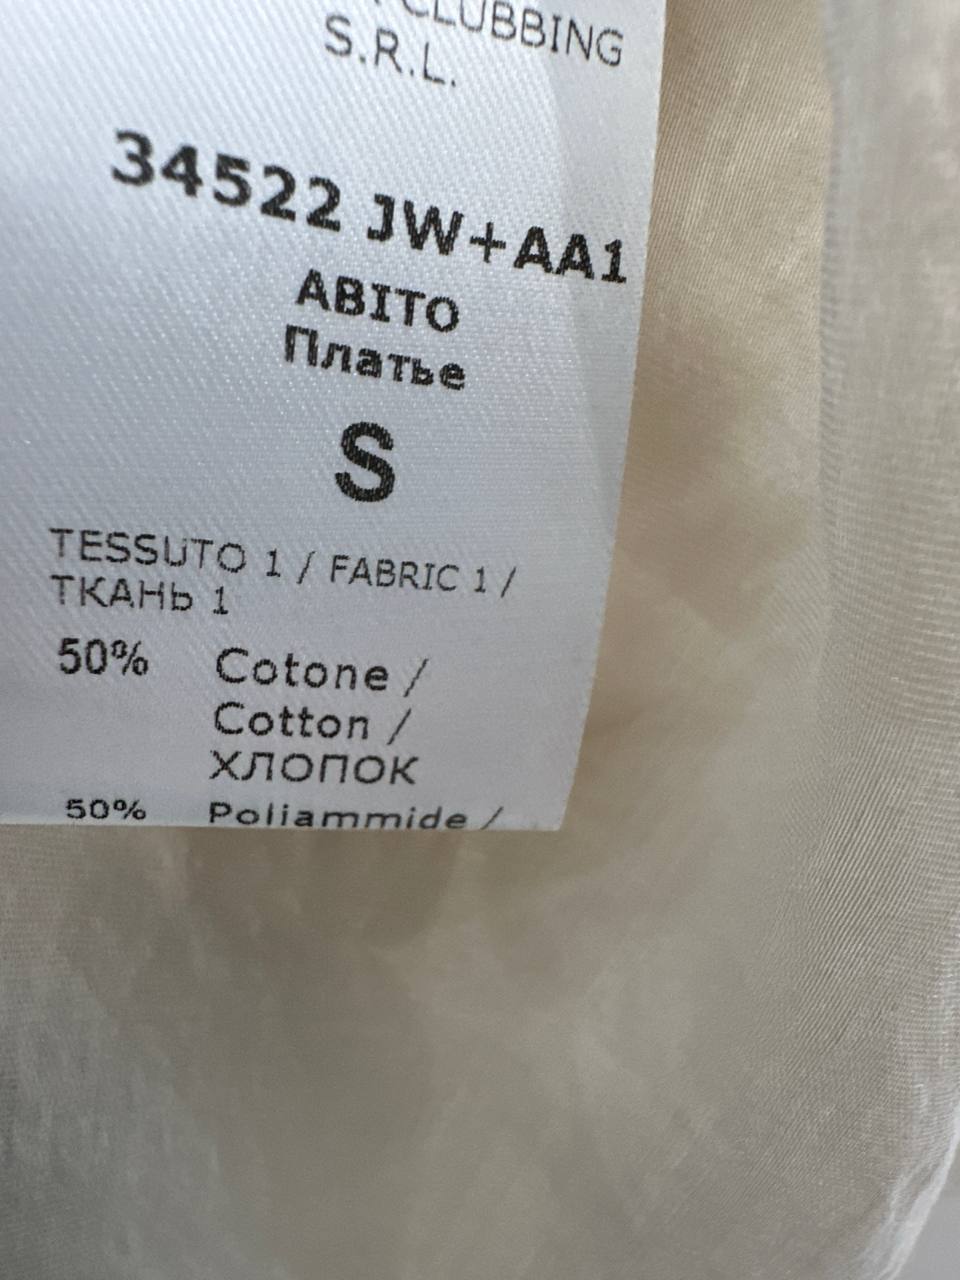 CLUBBING
S.R.L.
34522 JW+AA1
ABITO
Платье
S
TESSUTO 1 / FABRIC 1 /
ТКАНЬ 1
50% Cotone /
Cotton /
ХЛОПОК
50% Poliammide /